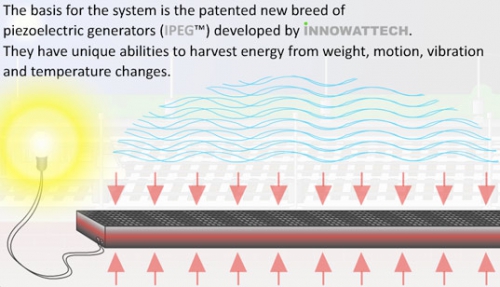 The basis for the system is the patented new breed of
piezoelectric generators (IPEG™) developed by iNNOWATTECH.
They have unique abilities to harvest energy from weight, motion, vibration
and temperature changes.